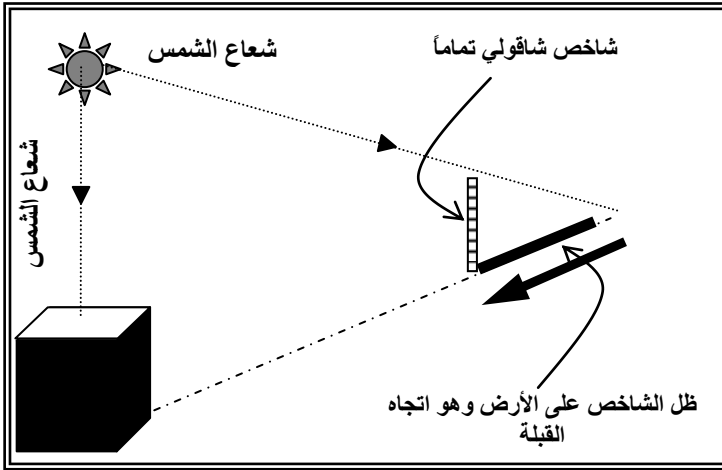 شاخص شاقولي تماماً
شعاع الشمس
شعاع الشمس
ظل الشاخص على الأرض وهو اتجاه
القبلة